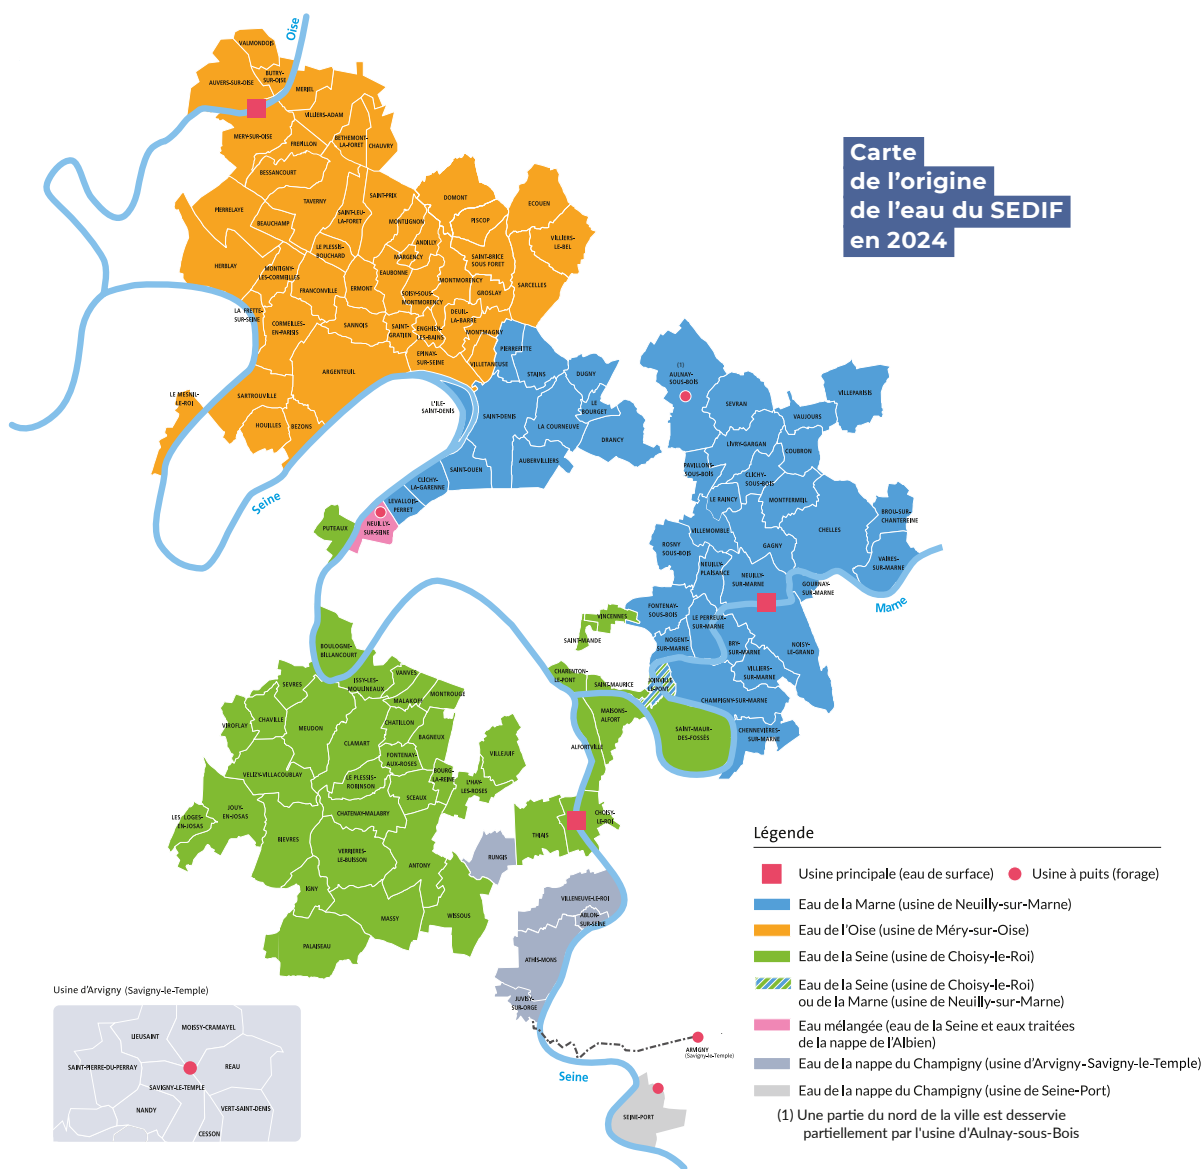 Carte
de l'origine
de l'eau du SEDIF
en 2024
Oise
VALMONDOIS
BUTRY-
SUR-OISE
AUVERS-SUR-OISE
MERIEL
VILLIERS-ADAM
MERY-SUR-OISE
FREPILLON
BETHEMONT-
LA-FORET
CHAUVRY
BESSANCOURT
TAVERNY
SAINT-PRIX
DOMONT
ECOUEN
PIERRELAYE
BEAUCHAMP
SAINT-LEU-
LA-FORET
MONTLIGNON
PISCOP
VILLIERS-
LE-BEL
ANDILLY
LE PLESSIS-
BOUCHARD
MARGENCY
SAINT-BRICE
SOUS FORET
HERBLAY
MONTIGNY-
LES-CORMEILLES
EAUBONNE
MONTMORENCY
SARCELLES
FRANCONVILLE
ERMONT
SOISY-SOUS-
MONTMORENCY
GROSLAY
LA FRETTE-
SUR-SEINE
CORMEILLES-
EN-PARISIS
SANNOIS
SAINT-
GRATIEN
ENGHIEN-
LES-BAINS
DEUIL-
LA-BARRE
MONTMAGNY
EPINAY-
SUR-SEINE
VILLETANEUSE
PIERREFITTE
ARGENTEUIL
STAINS
DUGNY
LE MESNIL-
LE-ROI
SARTROUVILLE
L'ILE-
SAINT-DENIS
SAINT-DENIS
LE
BOURGET
HOUILLES
BEZONS
LA COURNEUVE
DRANCY
AUBERVILLIERS
SAINT-OUEN
CLICHY-
LA-GARENNE
LEVALLOIS-
PERRET
Seine
PUTEAUX
NEUILLY-
SUR-SEINE
(1)
AULNAY-
SOUS-BOIS
SEVRAN
VILLEPARISIS
VAUJOURS
LIVRY-GARGAN
COUBRON
PAVILLONS-
SOUS-BOIS
CLICHY-
SOUS-BOIS
LE RAINCY
MONTFERMEIL
BROU-SUR-
CHANTEREINE
CHELLES
VILLEMOMBLE
ROSNY
SOUS-BOIS
GAGNY
VAIRES-
SUR-MARNE
NEUILLY-
PLAISANCE
NEUILLY-
SUR-MARNE
GOURNAY-
SUR-MARNE
Marne
FONTENAY-
SOUS-BOIS
VINCENNES
LE PERREUX-
SUR-MARNE
SAINT-MANDE
NOGENT-
SUR-MARNE
BRY-
SUR-MARNE
NOISY-
LE-GRAND
BOULOGNE-
BILLANCOURT
CHARENTON-
LE-PONT
SAINT-MAURICE
JOINVILLE
LE-PONT
VILLIERS-
SUR-MARNE
CHAMPIGNY-SUR-MARNE
SEVRES
ISSY-LES-
MOULINEAUX
VANVES
MALAKOFF
MONTROUGE
MAISONS-
ALFORT
SAINT-MAUR-
DES-FOSSÉS
CHENNEVIÈRES-
SUR-MARNE
VIROFLAY
CHAVILLE
MEUDON
CHATILLON
BAGNEUX
CLAMART
ALFORTVILLE
VILLEJUIF
FONTENAY-
AUX-ROSES
VELIZY-VILLACOUBLAY
LE PLESSIS-
ROBINSON
BOURG-
LA-REINE
L'HAY-
LES-ROSES
SCEAUX
JOUY-
EN-JOSAS
LES LOGES-
EN-JOSAS
CHATENAY-MALABRY
CHOISY-
LE-ROI
THIAIS
BIEVRES
VERRIERES-
LE-BUISSON
ANTONY
RUNGIS
IGNY
MASSY
WISSOUS
PALAISEAU
VILLENEUVE-LE-ROI
ABLON-
SUR-SEINE
ATHIS-MONS
JUVISY-
SUR-ORGE
ARVIGNY
(Savigny-le-Temple)
Seine
SEINE-PORT
Usine d'Arvigny (Savigny-le-Temple)
MOISSY-CRAMAYEL
LIEUSAINT
SAINT-PIERRE-DU-PERRAY
REAU
SAVIGNY-LE-TEMPLE
NANDY
VERT-SAINT-DENIS
CESSON
Légende
Usine principale (eau de surface)
Usine à puits (forage)
Eau de la Marne (usine de Neuilly-sur-Marne)
Eau de l'Oise (usine de Méry-sur-Oise)
Eau de la Seine (usine de Choisy-le-Roi)
Eau de la Seine (usine de Choisy-le-Roi)
ou de la Marne (usine de Neuilly-sur-Marne)
Eau mélangée (eau de la Seine et eaux traitées
de la nappe de l'Albien)
Eau de la nappe du Champigny (usine d'Arvigny-Savigny-le-Temple)
Eau de la nappe du Champigny (usine de Seine-Port)
(1) Une partie du nord de la ville est desservie
partiellement par l'usine d'Aulnay-sous-Bois